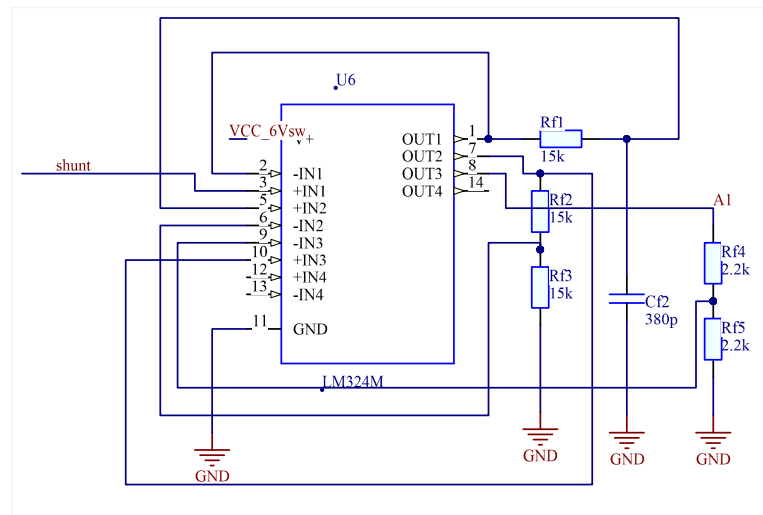 U6
VCC_6Vsw
V+
shunt
2
-IN1
3
+IN1
5
+IN2
6
-IN2
9
-IN3
10
+IN3
12
+IN4
13
-IN4
11
GND
OUT1
1
OUT2
7
OUT3
8
OUT4
14
Rf1
15k
Rf2
15k
Rf3
15k
A1
Rf4
2.2k
Rf5
2.2k
Cf2
380p
LM324M
GND
GND
GND
GND